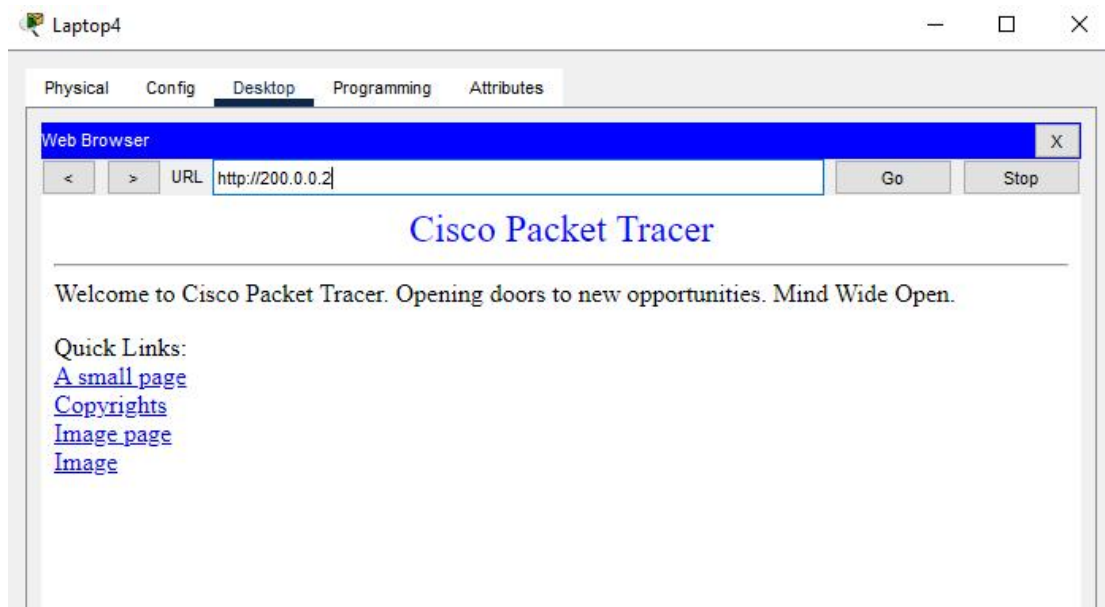 Laptop4
Physical Config Desktop Programming Attributes
Web Browser X
< > URL http://200.0.0.2 Go Stop
Cisco Packet Tracer
Welcome to Cisco Packet Tracer. Opening doors to new opportunities. Mind Wide Open.
Quick Links:
A small page
Copyrights
Image page
Image